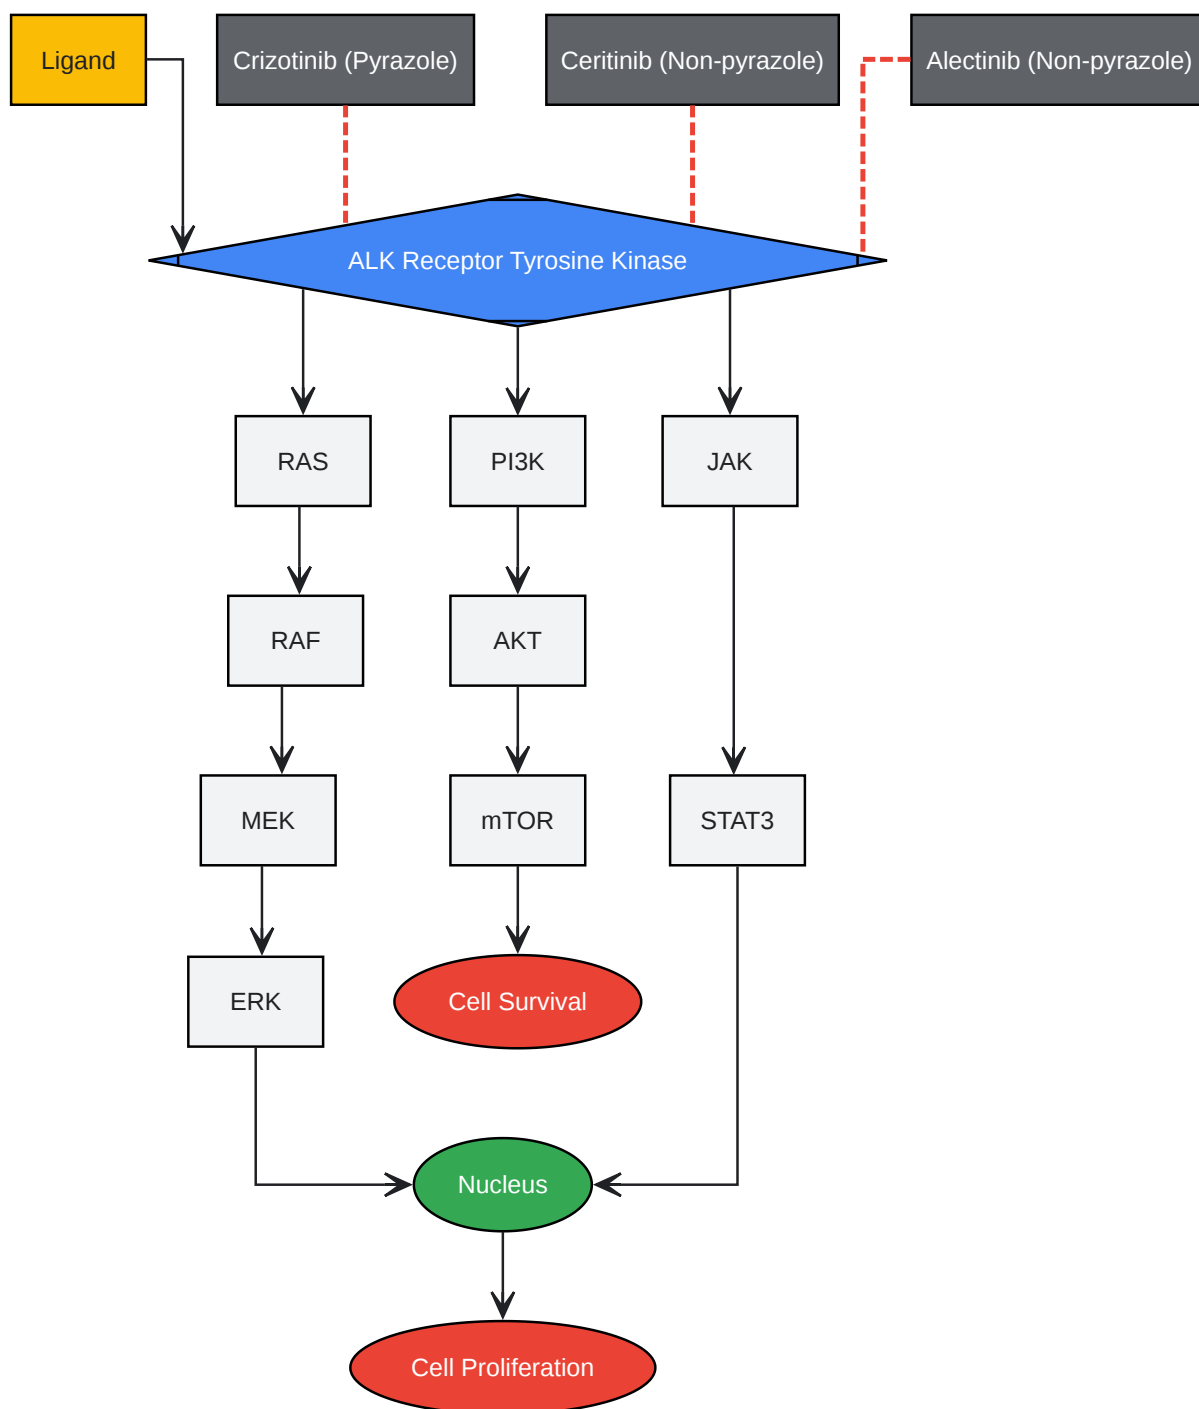 Ligand
Crizotinib (Pyrazole)
Ceritinib (Non-pyrazole)
Alectinib (Non-pyrazole)
ALK Receptor Tyrosine Kinase
RAS
PI3K
JAK
RAF
AKT
MEK
mTOR
STAT3
ERK
Cell Survival
Nucleus
Cell Proliferation